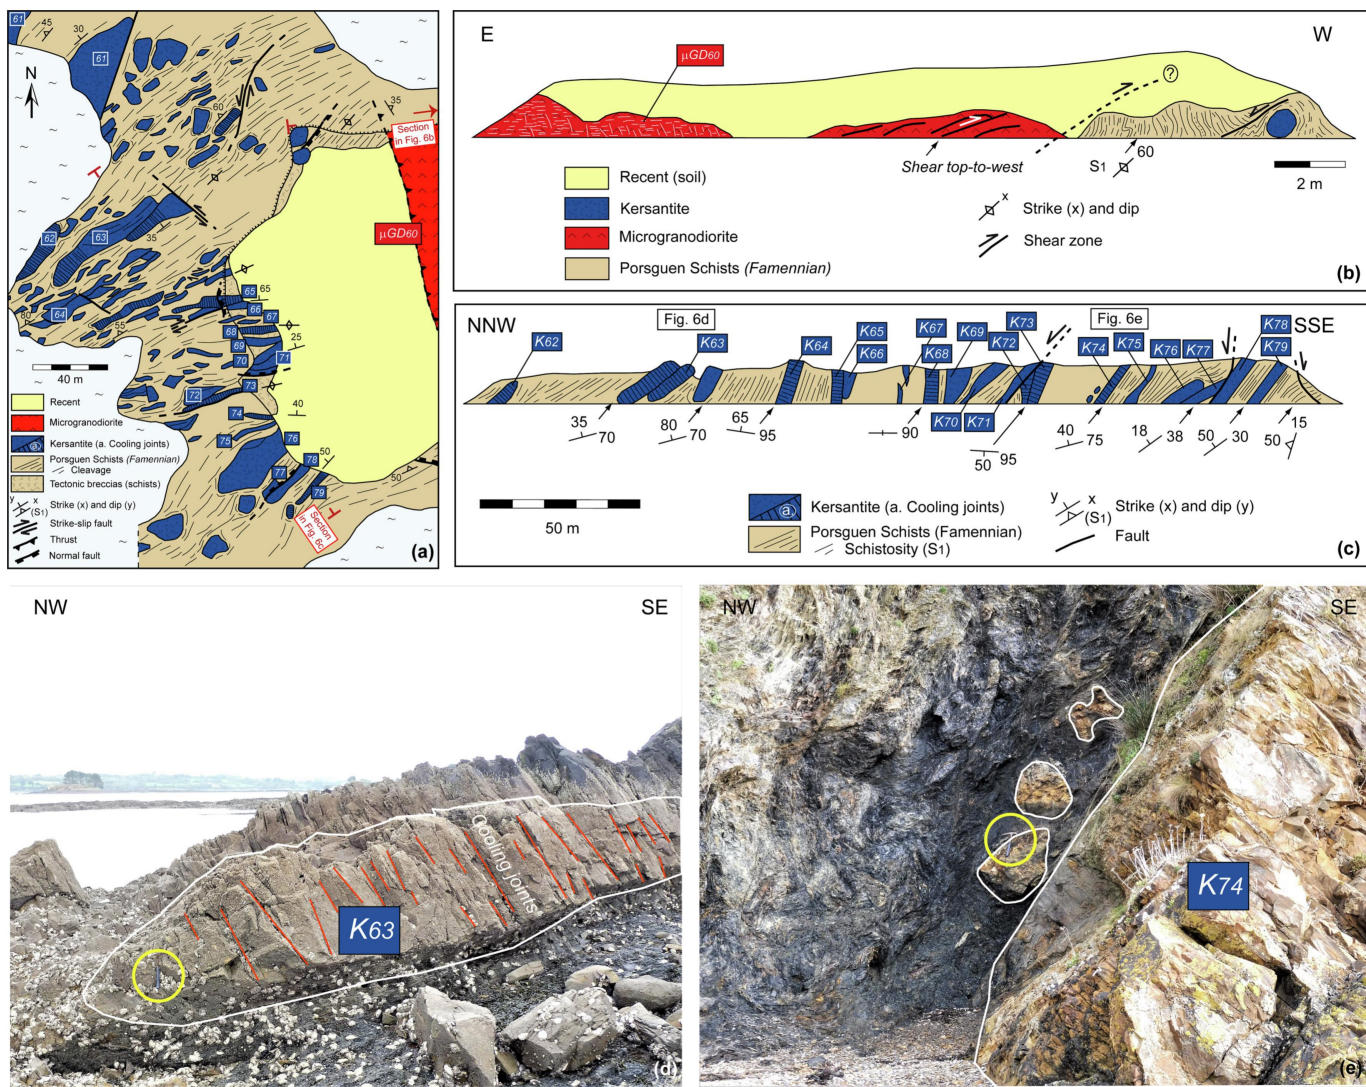 61
45
30
61
N
60
35
Section
in Fig. 6b
μGD60
62
63
35
64
80
55
65
65
66
67
68
69
25
70
71
73
72
74
40
75
76
78
50
77
79
50
Section
in Fig. 6c
40 m
Recent
Microgranodiorite
Kersantite (a. Cooling joints)
a.
Porsguen Schists (Famennian)
Cleavage
Tectonic breccias (schists)
y x
(S1)
Strike (x) and dip (y)
Strike-slip fault
Thrust
Normal fault
(a)
E
W
μGD60
?
Shear top-to-west
S1
60
2 m
Recent (soil)
Kersantite
Microgranodiorite
Porsguen Schists (Famennian)
x
Strike (x) and dip
Shear zone
(b)
NNW
Fig. 6d
Fig. 6e
SSE
K62
K63
K64
K65
K66
K67
K68
K69
K72
K73
K70
K71
K74
K75
K76
K77
K78
K79
35
70
80
70
65
95
90
50
95
40
75
18
38
50
30
50
15
50 m
a.
Kersantite (a. Cooling joints)
Porsguen Schists (Famennian)
Schistosity (S1)
y x
(S1)
Strike (x) and dip (y)
Fault
(c)
NW
SE
Cooling joints
K63
(d)
NW
SE
K74
(e)